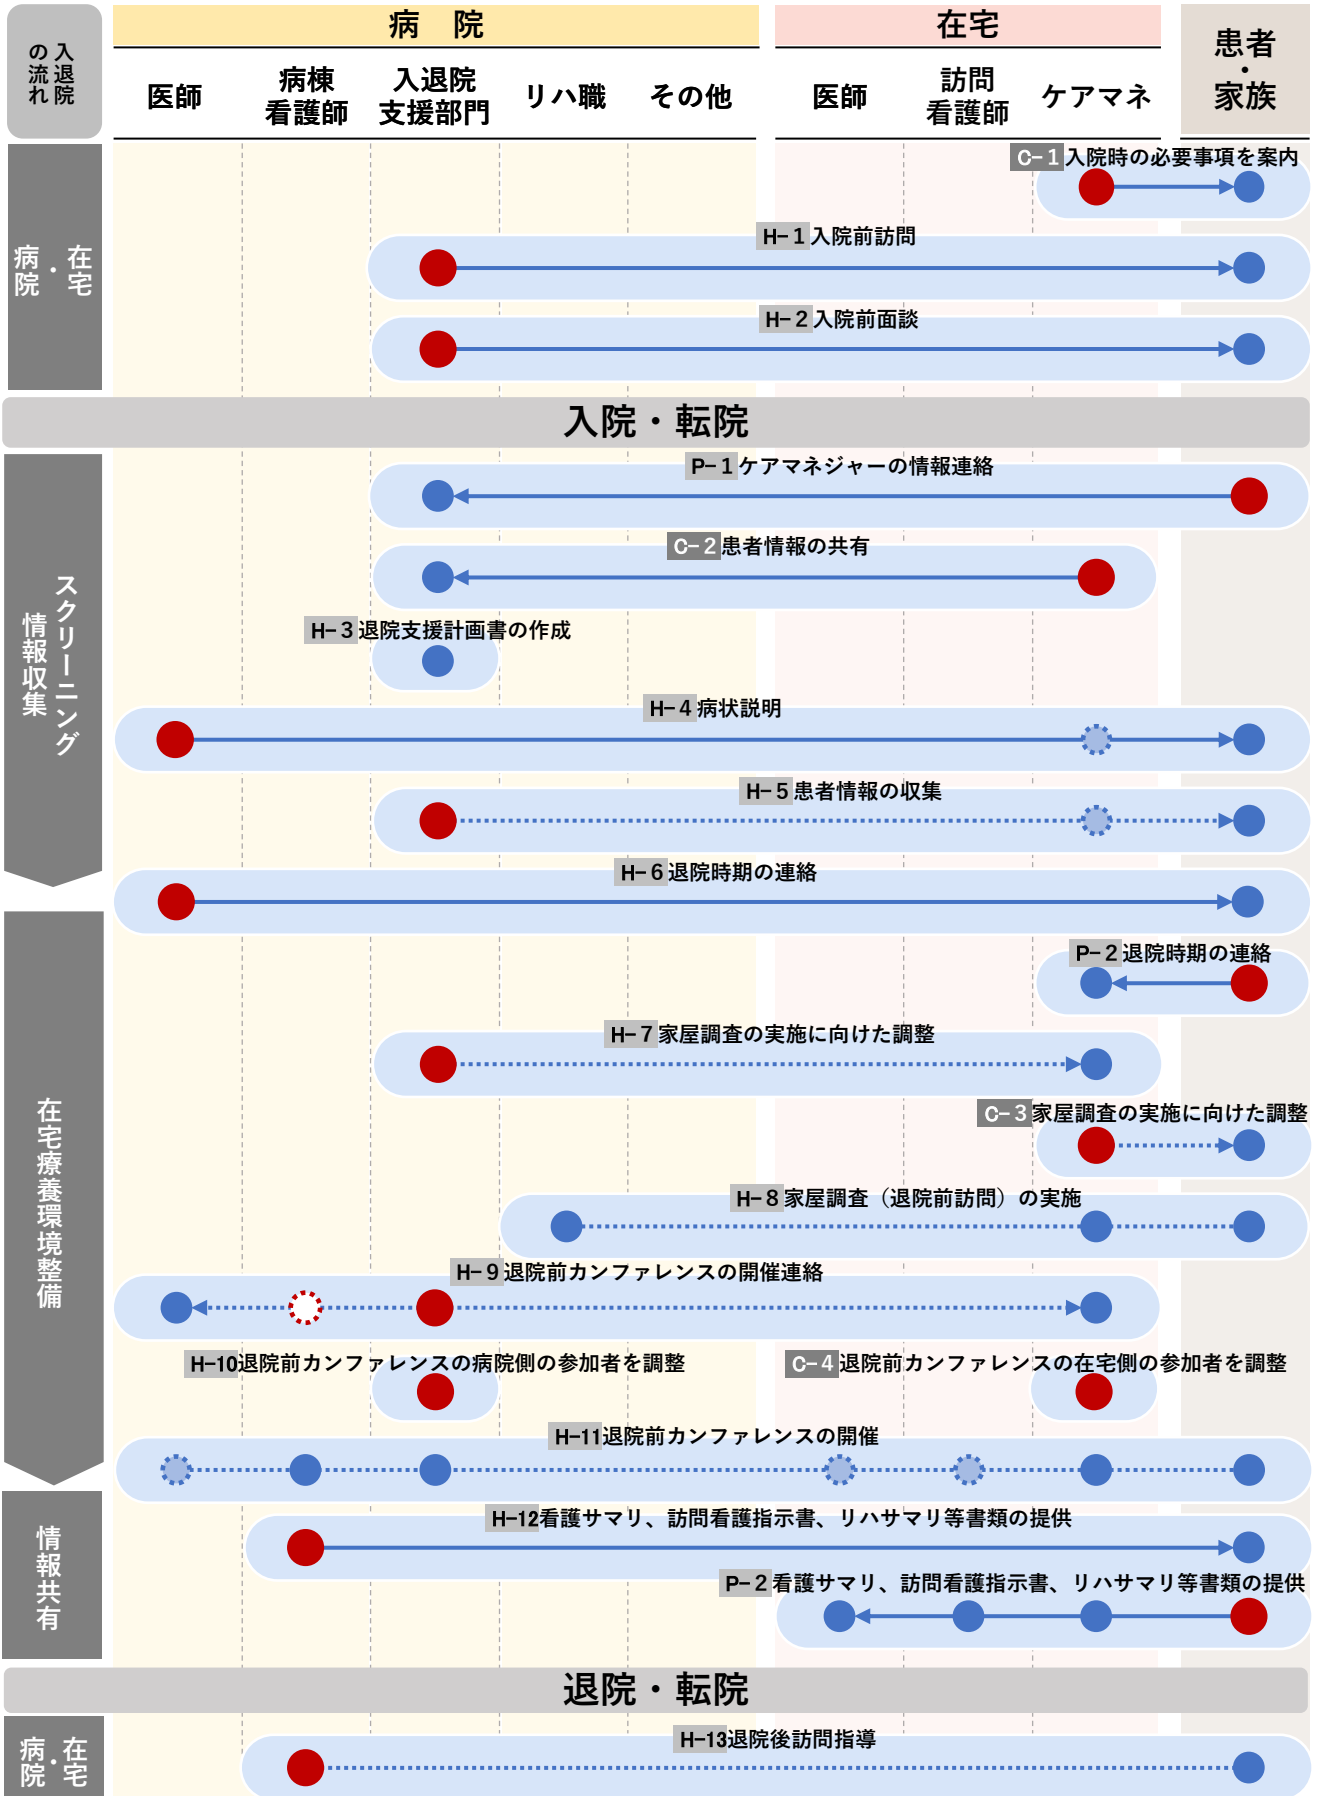 入退院
の流れ
病　院
在宅
患者
・
家族
医師
病棟
看護師
入退院
支援部門
リハ職
その他
医師
訪問
看護師
ケアマネ
在宅
・
病院
C-1入院時の必要事項を案内
H-1入院前訪問
H-2入院前面談
入院・転院
スクリーニング
情報収集
P-1ケアマネジャーの情報連絡
C-2患者情報の共有
H-3退院支援計画書の作成
H-4病状説明
H-5患者情報の収集
H-6退院時期の連絡
在宅療養環境整備
P-2退院時期の連絡
H-7家屋調査の実施に向けた調整
C-3家屋調査の実施に向けた調整
H-8家屋調査（退院前訪問）の実施
H-9退院前カンファレンスの開催連絡
H-10退院前カンファレンスの病院側の参加者を調整
C-4退院前カンファレンスの在宅側の参加者を調整
H-11退院前カンファレンスの開催
情報共有
H-12看護サマリ、訪問看護指示書、リハサマリ等書類の提供
P-2看護サマリ、訪問看護指示書、リハサマリ等書類の提供
退院・転院
在宅
・
病院
H-13退院後訪問指導